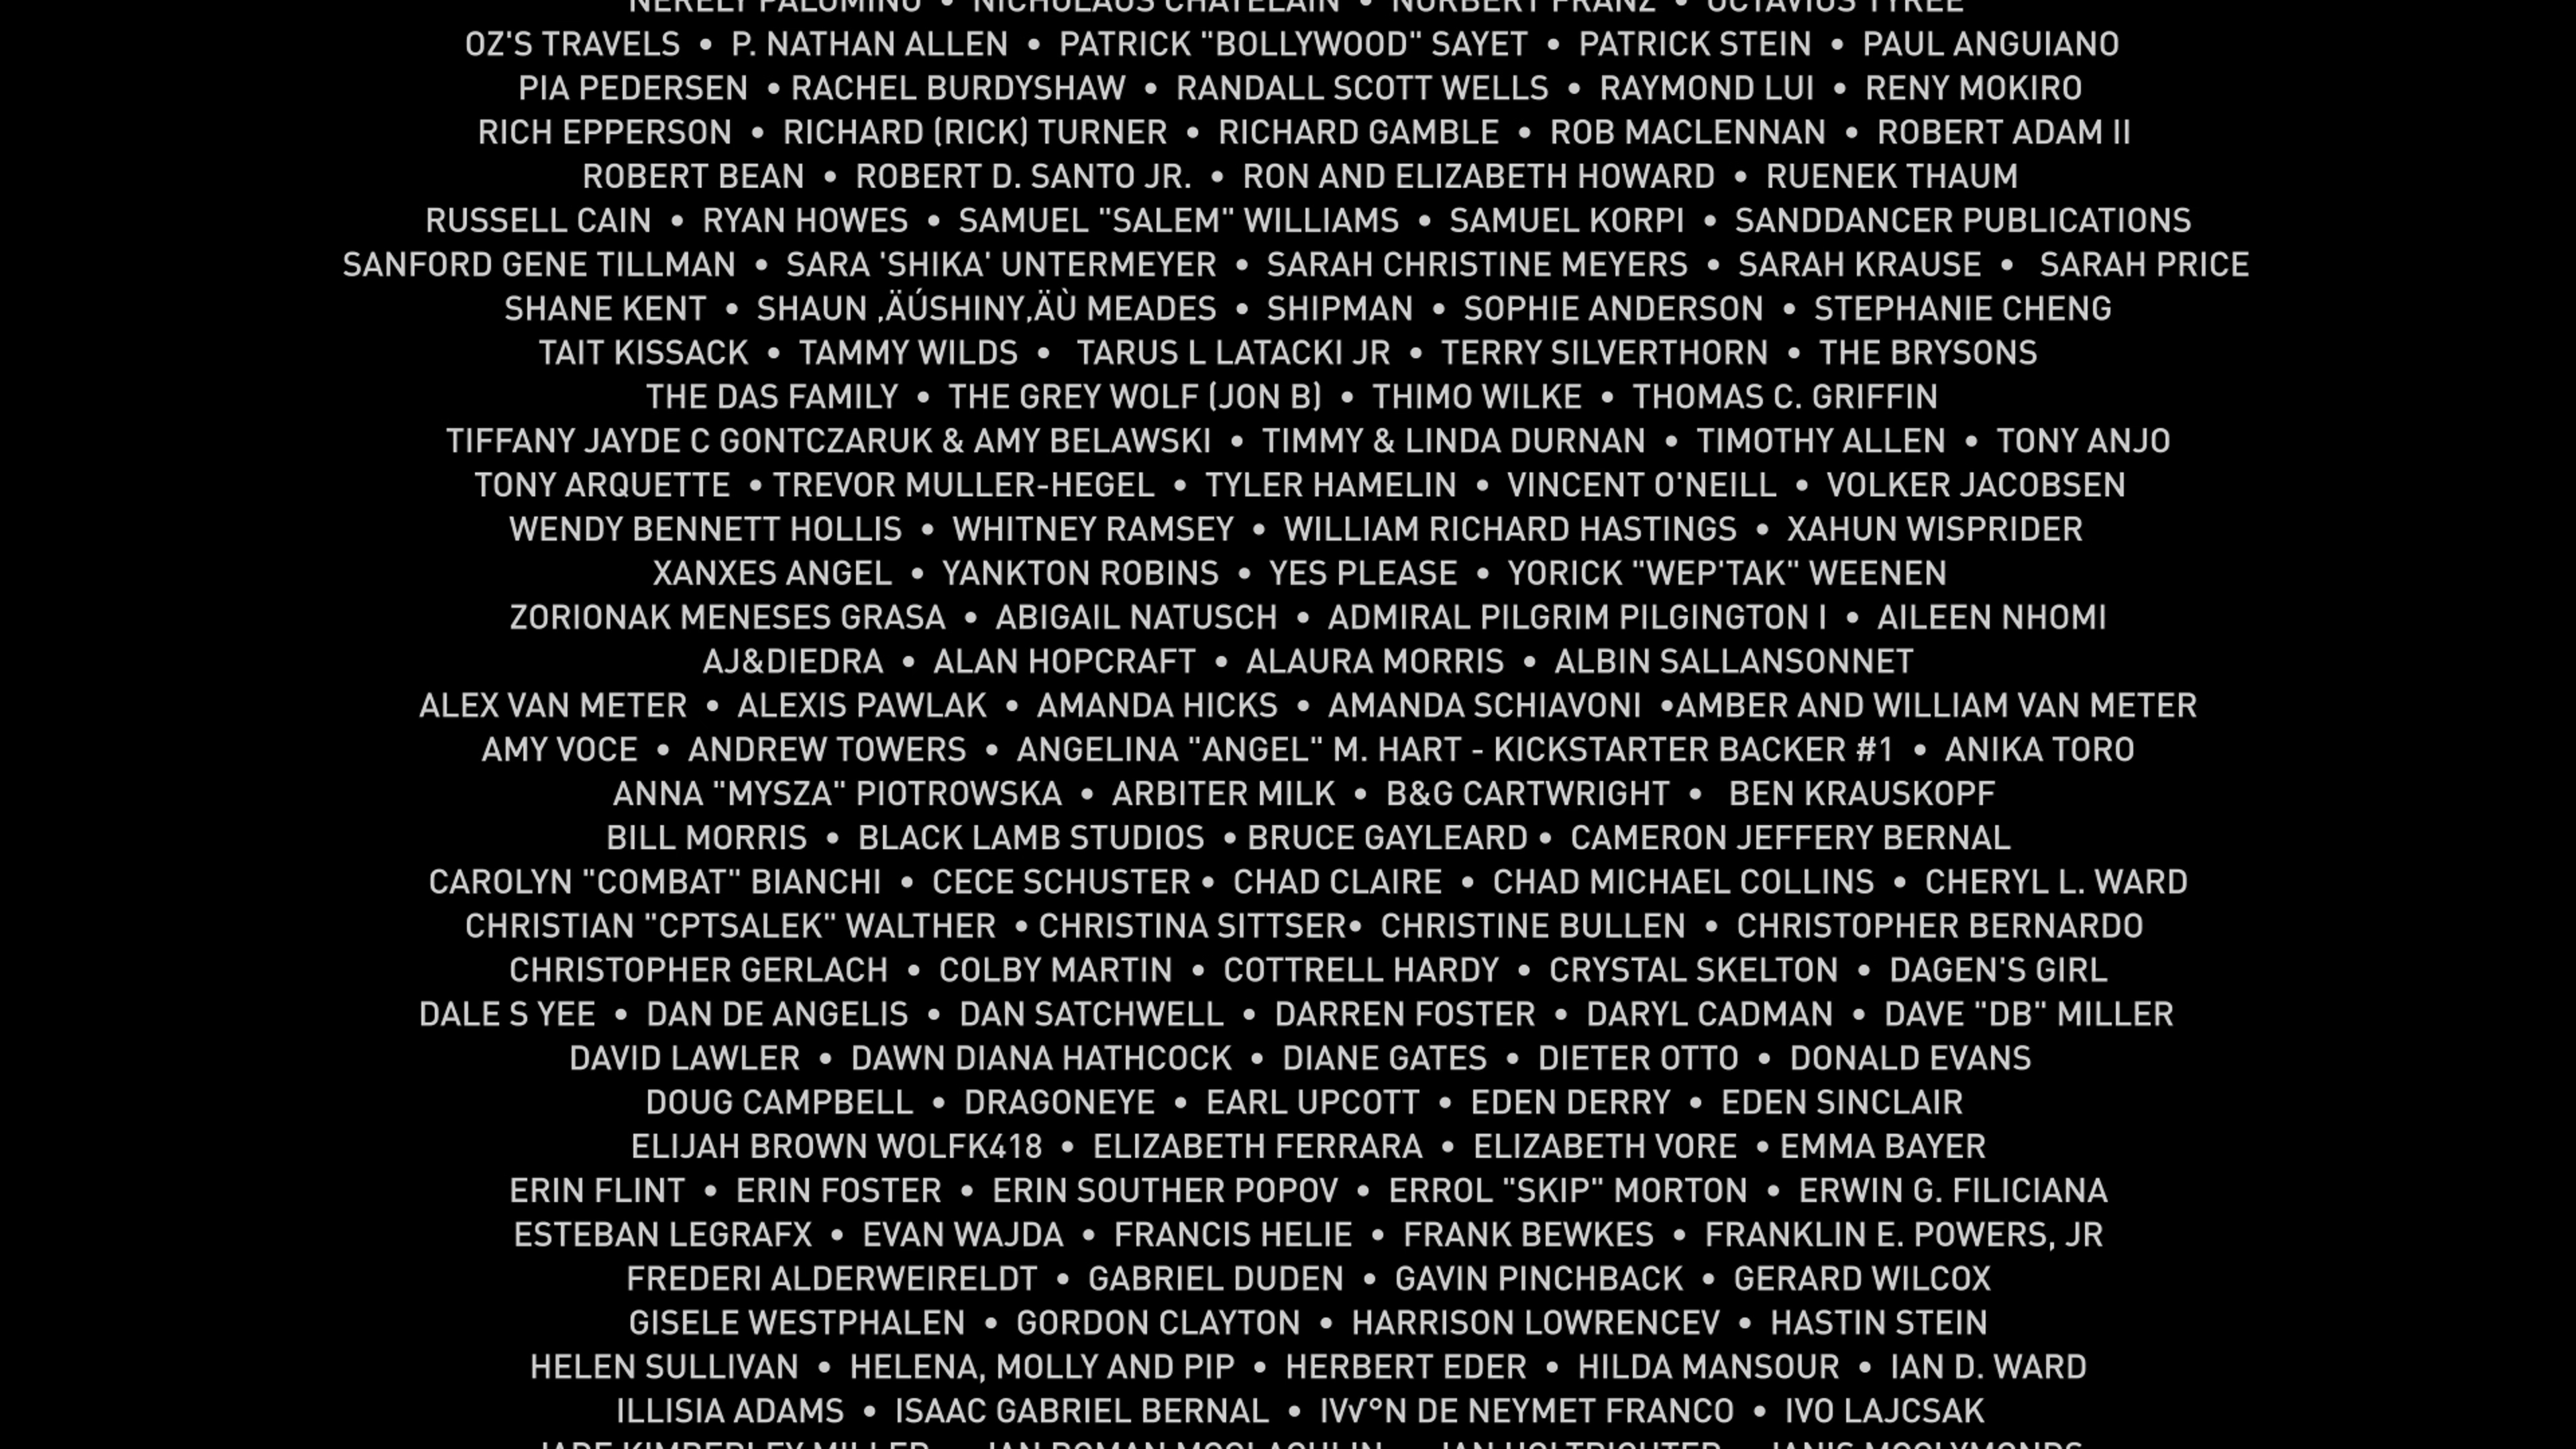 NERELY PALOMINO • NICHOLAUS CHATELAIN • NORBERT FRANZ • OCTAVIUS TYREE
OZ'S TRAVELS • P. NATHAN ALLEN • PATRICK "BOLLYWOOD" SAYET • PATRICK STEIN • PAUL ANGUIANO
PIA PEDERSEN • RACHEL BURDYSHAW • RANDALL SCOTT WELLS • RAYMOND LUI • RENY MOKIRO
RICH EPPERSON • RICHARD (RICK) TURNER • RICHARD GAMBLE • ROB MACLENNAN • ROBERT ADAM II
ROBERT BEAN • ROBERT D. SANTO JR. • RON AND ELIZABETH HOWARD • RUENEK THAUM
RUSSELL CAIN • RYAN HOWES • SAMUEL "SALEM" WILLIAMS • SAMUEL KORPI • SANDDANCER PUBLICATIONS
SANFORD GENE TILLMAN • SARA 'SHIKA' UNTERMEYER • SARAH CHRISTINE MEYERS • SARAH KRAUSE • SARAH PRICE
SHANE KENT • SHAUN ,ÄÚSHINY,ÄÙ MEADES • SHIPMAN • SOPHIE ANDERSON • STEPHANIE CHENG
TAIT KISSACK • TAMMY WILDS • TARUS L LATACKI JR • TERRY SILVERTHORN • THE BRYSONS
THE DAS FAMILY • THE GREY WOLF (JON B) • THIMO WILKE • THOMAS C. GRIFFIN
TIFFANY JAYDE C GONTCZARUK & AMY BELAWSKI • TIMMY & LINDA DURNAN • TIMOTHY ALLEN • TONY ANJO
TONY ARQUETTE • TREVOR MULLER-HEGEL • TYLER HAMELIN • VINCENT O'NEILL • VOLKER JACOBSEN
WENDY BENNETT HOLLIS • WHITNEY RAMSEY • WILLIAM RICHARD HASTINGS • XAHUN WISPRIDER
XANXES ANGEL • YANKTON ROBINS • YES PLEASE • YORICK "WEP'TAK" WEENEN
ZORIONAK MENESES GRASA • ABIGAIL NATUSCH • ADMIRAL PILGRIM PILGINGTON I • AILEEN NHOMI
AJ&DIEDRA • ALAN HOPCRAFT • ALAURA MORRIS • ALBIN SALLANSONNET
ALEX VAN METER • ALEXIS PAWLAK • AMANDA HICKS • AMANDA SCHIAVONI •AMBER AND WILLIAM VAN METER
AMY VOCE • ANDREW TOWERS • ANGELINA "ANGEL" M. HART - KICKSTARTER BACKER #1 • ANIKA TORO
ANNA "MYSZA" PIOTROWSKA • ARBITER MILK • B&G CARTWRIGHT • BEN KRAUSKOPF
BILL MORRIS • BLACK LAMB STUDIOS • BRUCE GAYLEARD • CAMERON JEFFERY BERNAL
CAROLYN "COMBAT" BIANCHI • CECE SCHUSTER • CHAD CLAIRE • CHAD MICHAEL COLLINS • CHERYL L. WARD
CHRISTIAN "CPTSALEK" WALTHER • CHRISTINA SITTSER• CHRISTINE BULLEN • CHRISTOPHER BERNARDO
CHRISTOPHER GERLACH • COLBY MARTIN • COTTRELL HARDY • CRYSTAL SKELTON • DAGEN'S GIRL
DALE S YEE • DAN DE ANGELIS • DAN SATCHWELL • DARREN FOSTER • DARYL CADMAN • DAVE "DB" MILLER
DAVID LAWLER • DAWN DIANA HATHCOCK • DIANE GATES • DIETER OTTO • DONALD EVANS
DOUG CAMPBELL • DRAGONEYE • EARL UPCOTT • EDEN DERRY • EDEN SINCLAIR
ELIJAH BROWN WOLFK418 • ELIZABETH FERRARA • ELIZABETH VORE • EMMA BAYER
ERIN FLINT • ERIN FOSTER • ERIN SOUTHER POPOV • ERROL "SKIP" MORTON • ERWIN G. FILICIANA
ESTEBAN LEGRAFX • EVAN WAJDA • FRANCIS HELIE • FRANK BEWKES • FRANKLIN E. POWERS, JR
FREDERI ALDERWEIRELDT • GABRIEL DUDEN • GAVIN PINCHBACK • GERARD WILCOX
GISELE WESTPHALEN • GORDON CLAYTON • HARRISON LOWRENCEV • HASTIN STEIN
HELEN SULLIVAN • HELENA, MOLLY AND PIP • HERBERT EDER • HILDA MANSOUR • IAN D. WARD
ILLISIA ADAMS • ISAAC GABRIEL BERNAL • IV√°N DE NEYMET FRANCO • IVO LAJCSAK
JADE KIMBERLEY MILLER JAN ROMAN MCGLAUGHLIN JAN HOLTRICHTER